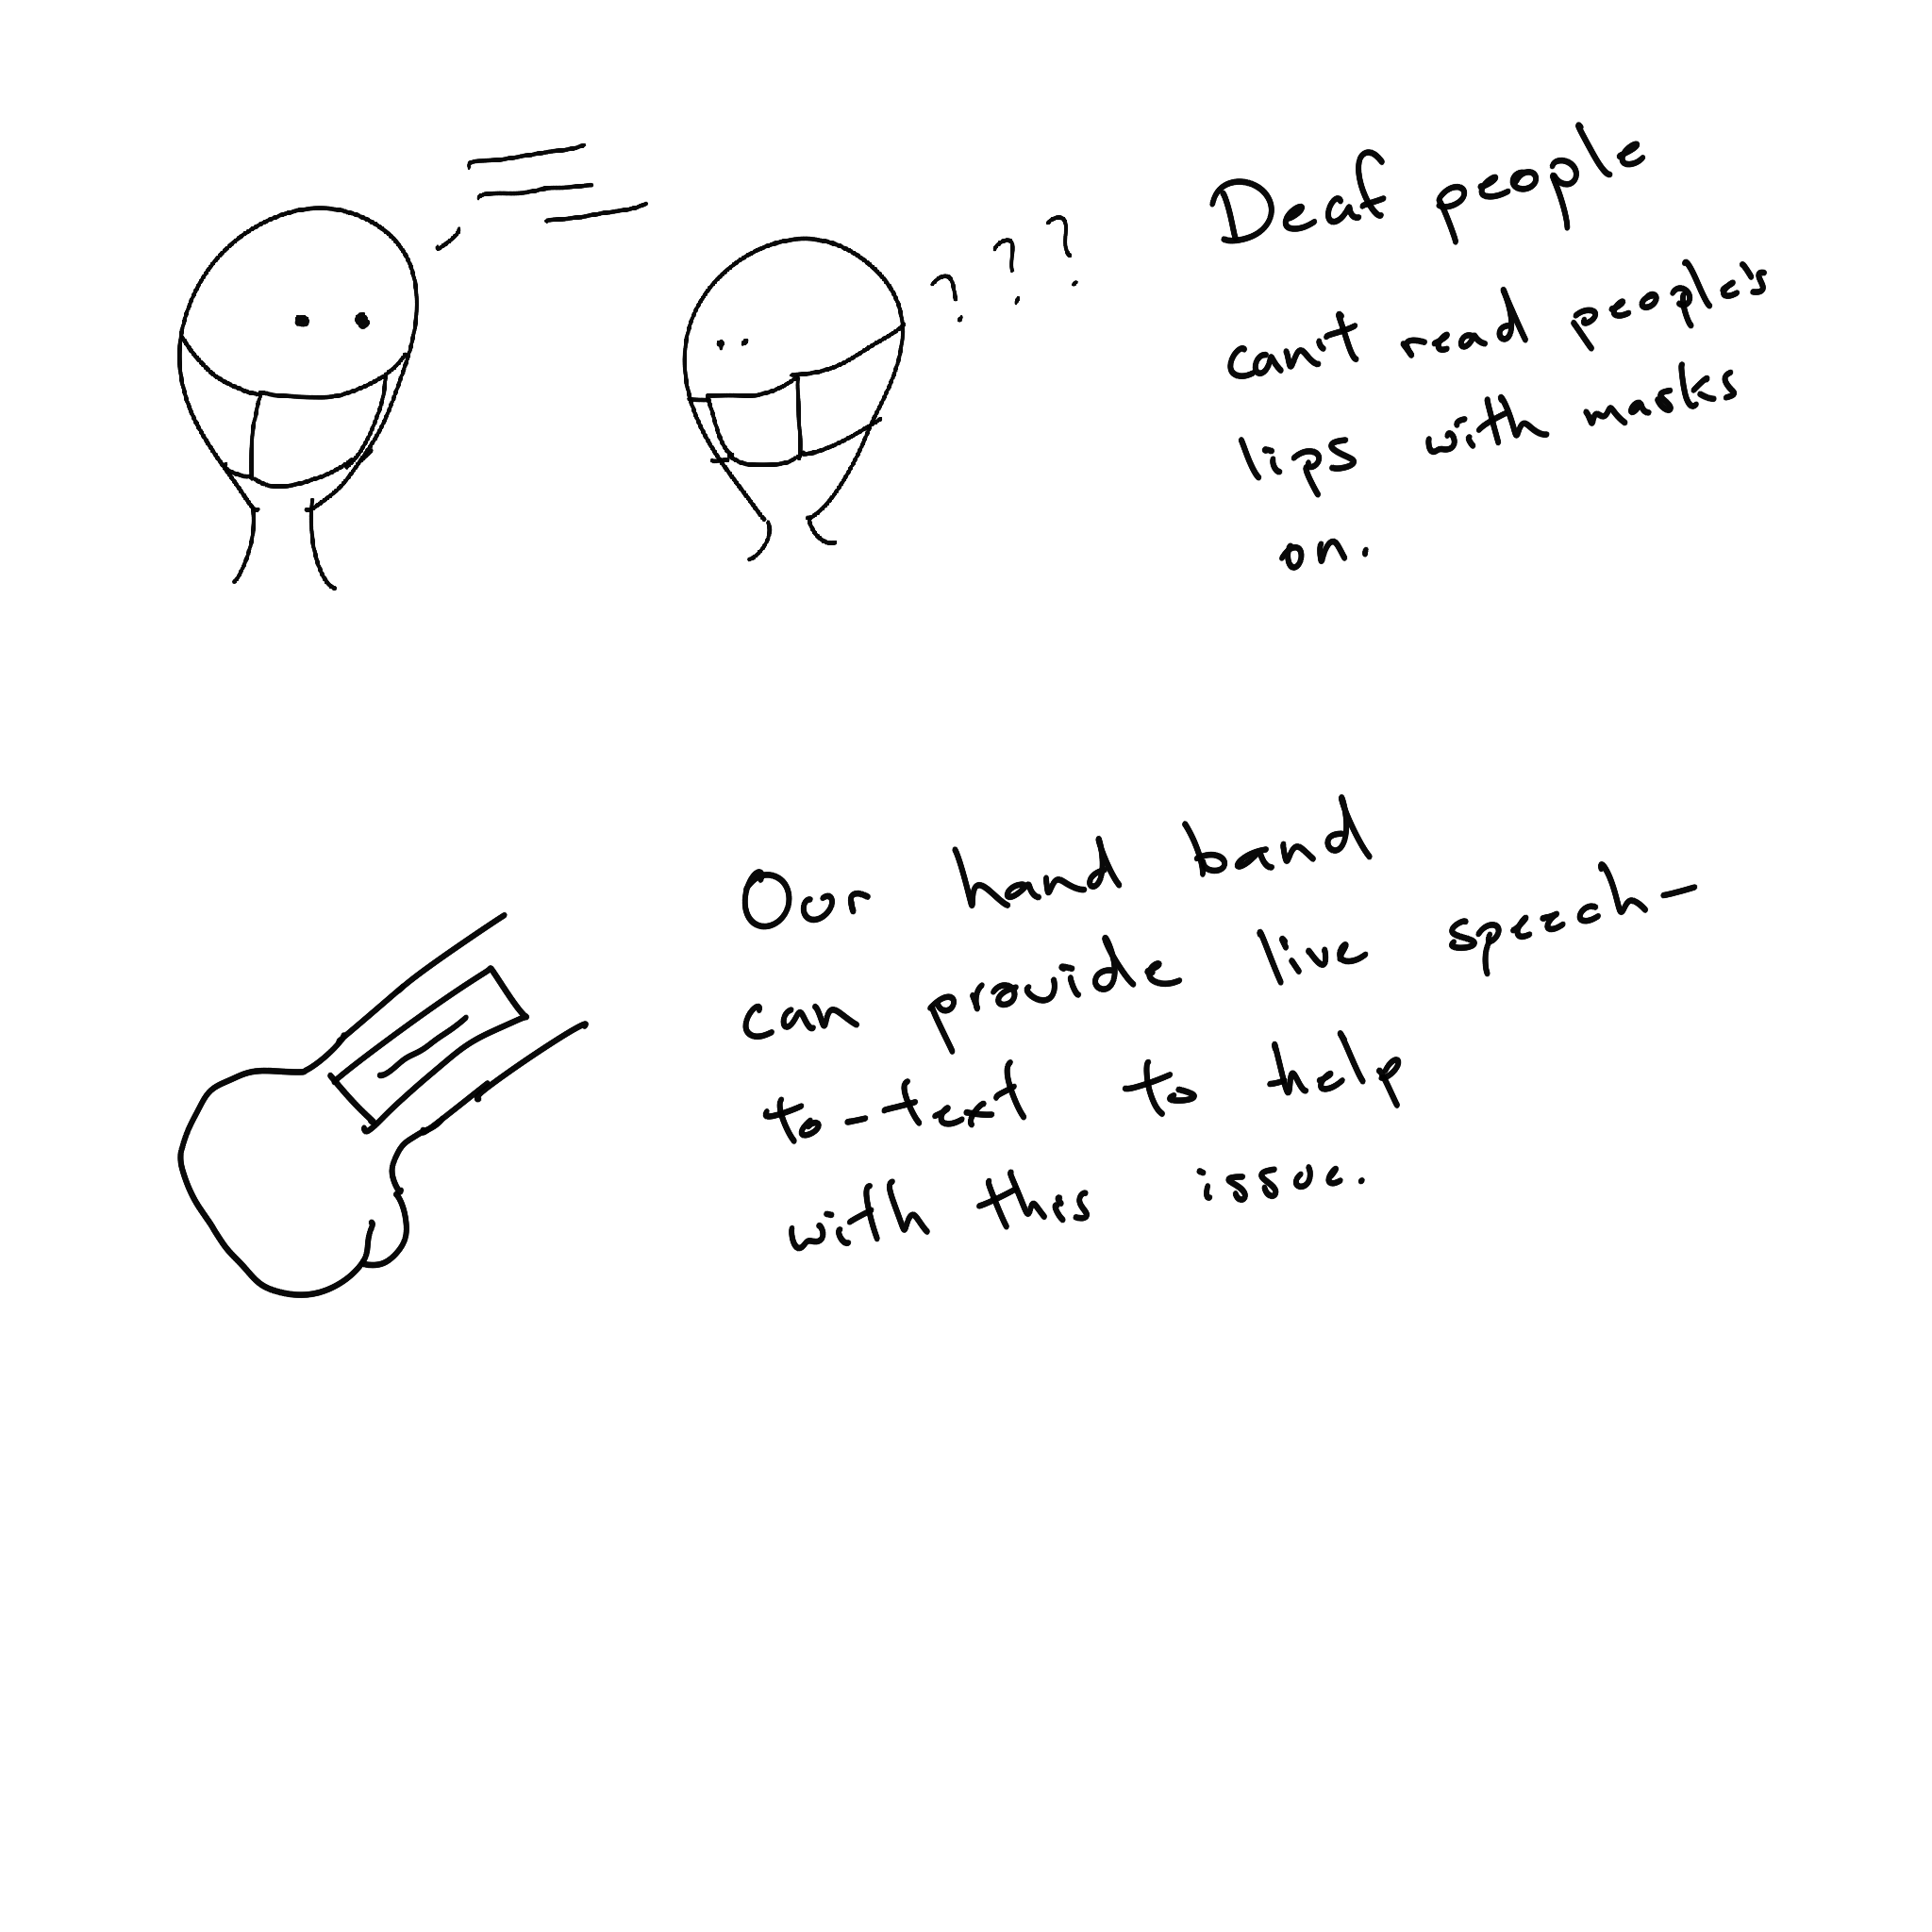 ? ? ?
Deaf people
can't read people's
lips with masks
on.
Our hand band
can provide live speech-
to-text to help
with this issue.